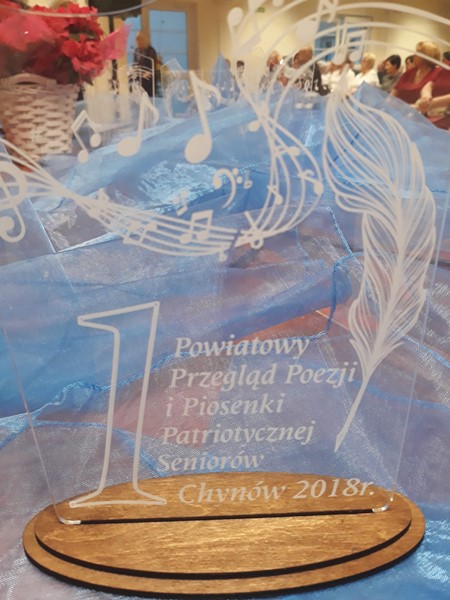 1
Powiatowy
Przegląd Poezji
i Piosenki
Patriotycznej
Seniorów
Chynów 2018r.